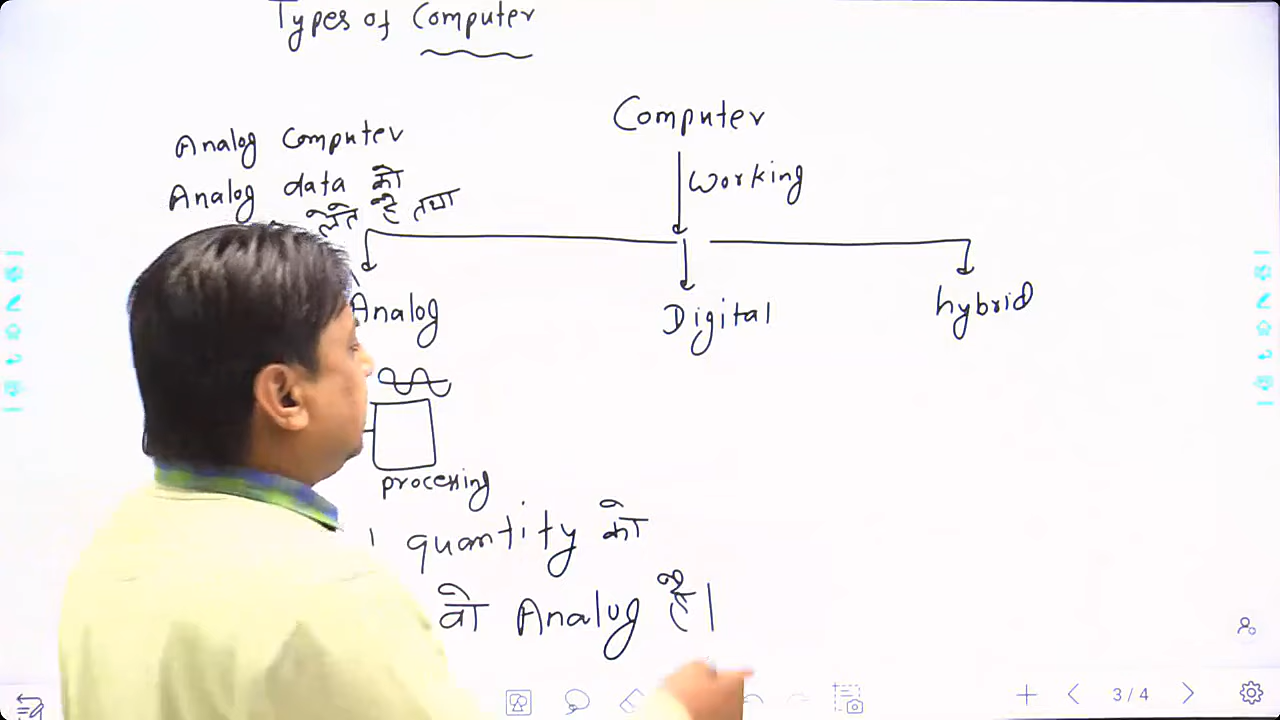 Types of Computer
Computer
Working
Analog Computer
Analog data को
लेते है तथा
Analog
Digital
hybrid
processing
quantity को
वो Analog है।
3 / 4